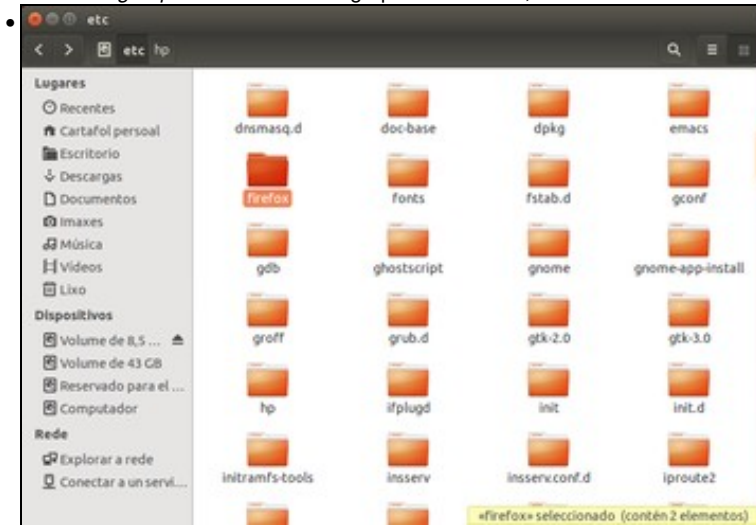 etc
etc hp
Lugares
Recentes
Cartafol persoal
Escritorio
Descargas
Documentos
Imaxes
Música
Vídeos
Lixo
Dispositivos
Volume de 8,5 ...
Volume de 43 GB
Reservado para el ...
Computador
Rede
Explorar a rede
Conectar a un servi...
dnsmasq.d doc-base dpkg emacs
firefox fonts fstab.d gconf
gdb ghostscript gnome gnome-app-install
groff grub.d gtk-2.0 gtk-3.0
hp ifplugd init init.d
initramfs-tools insserv insserv.conf.d iproute2
«firefox» seleccionado (contén 2 elementos)